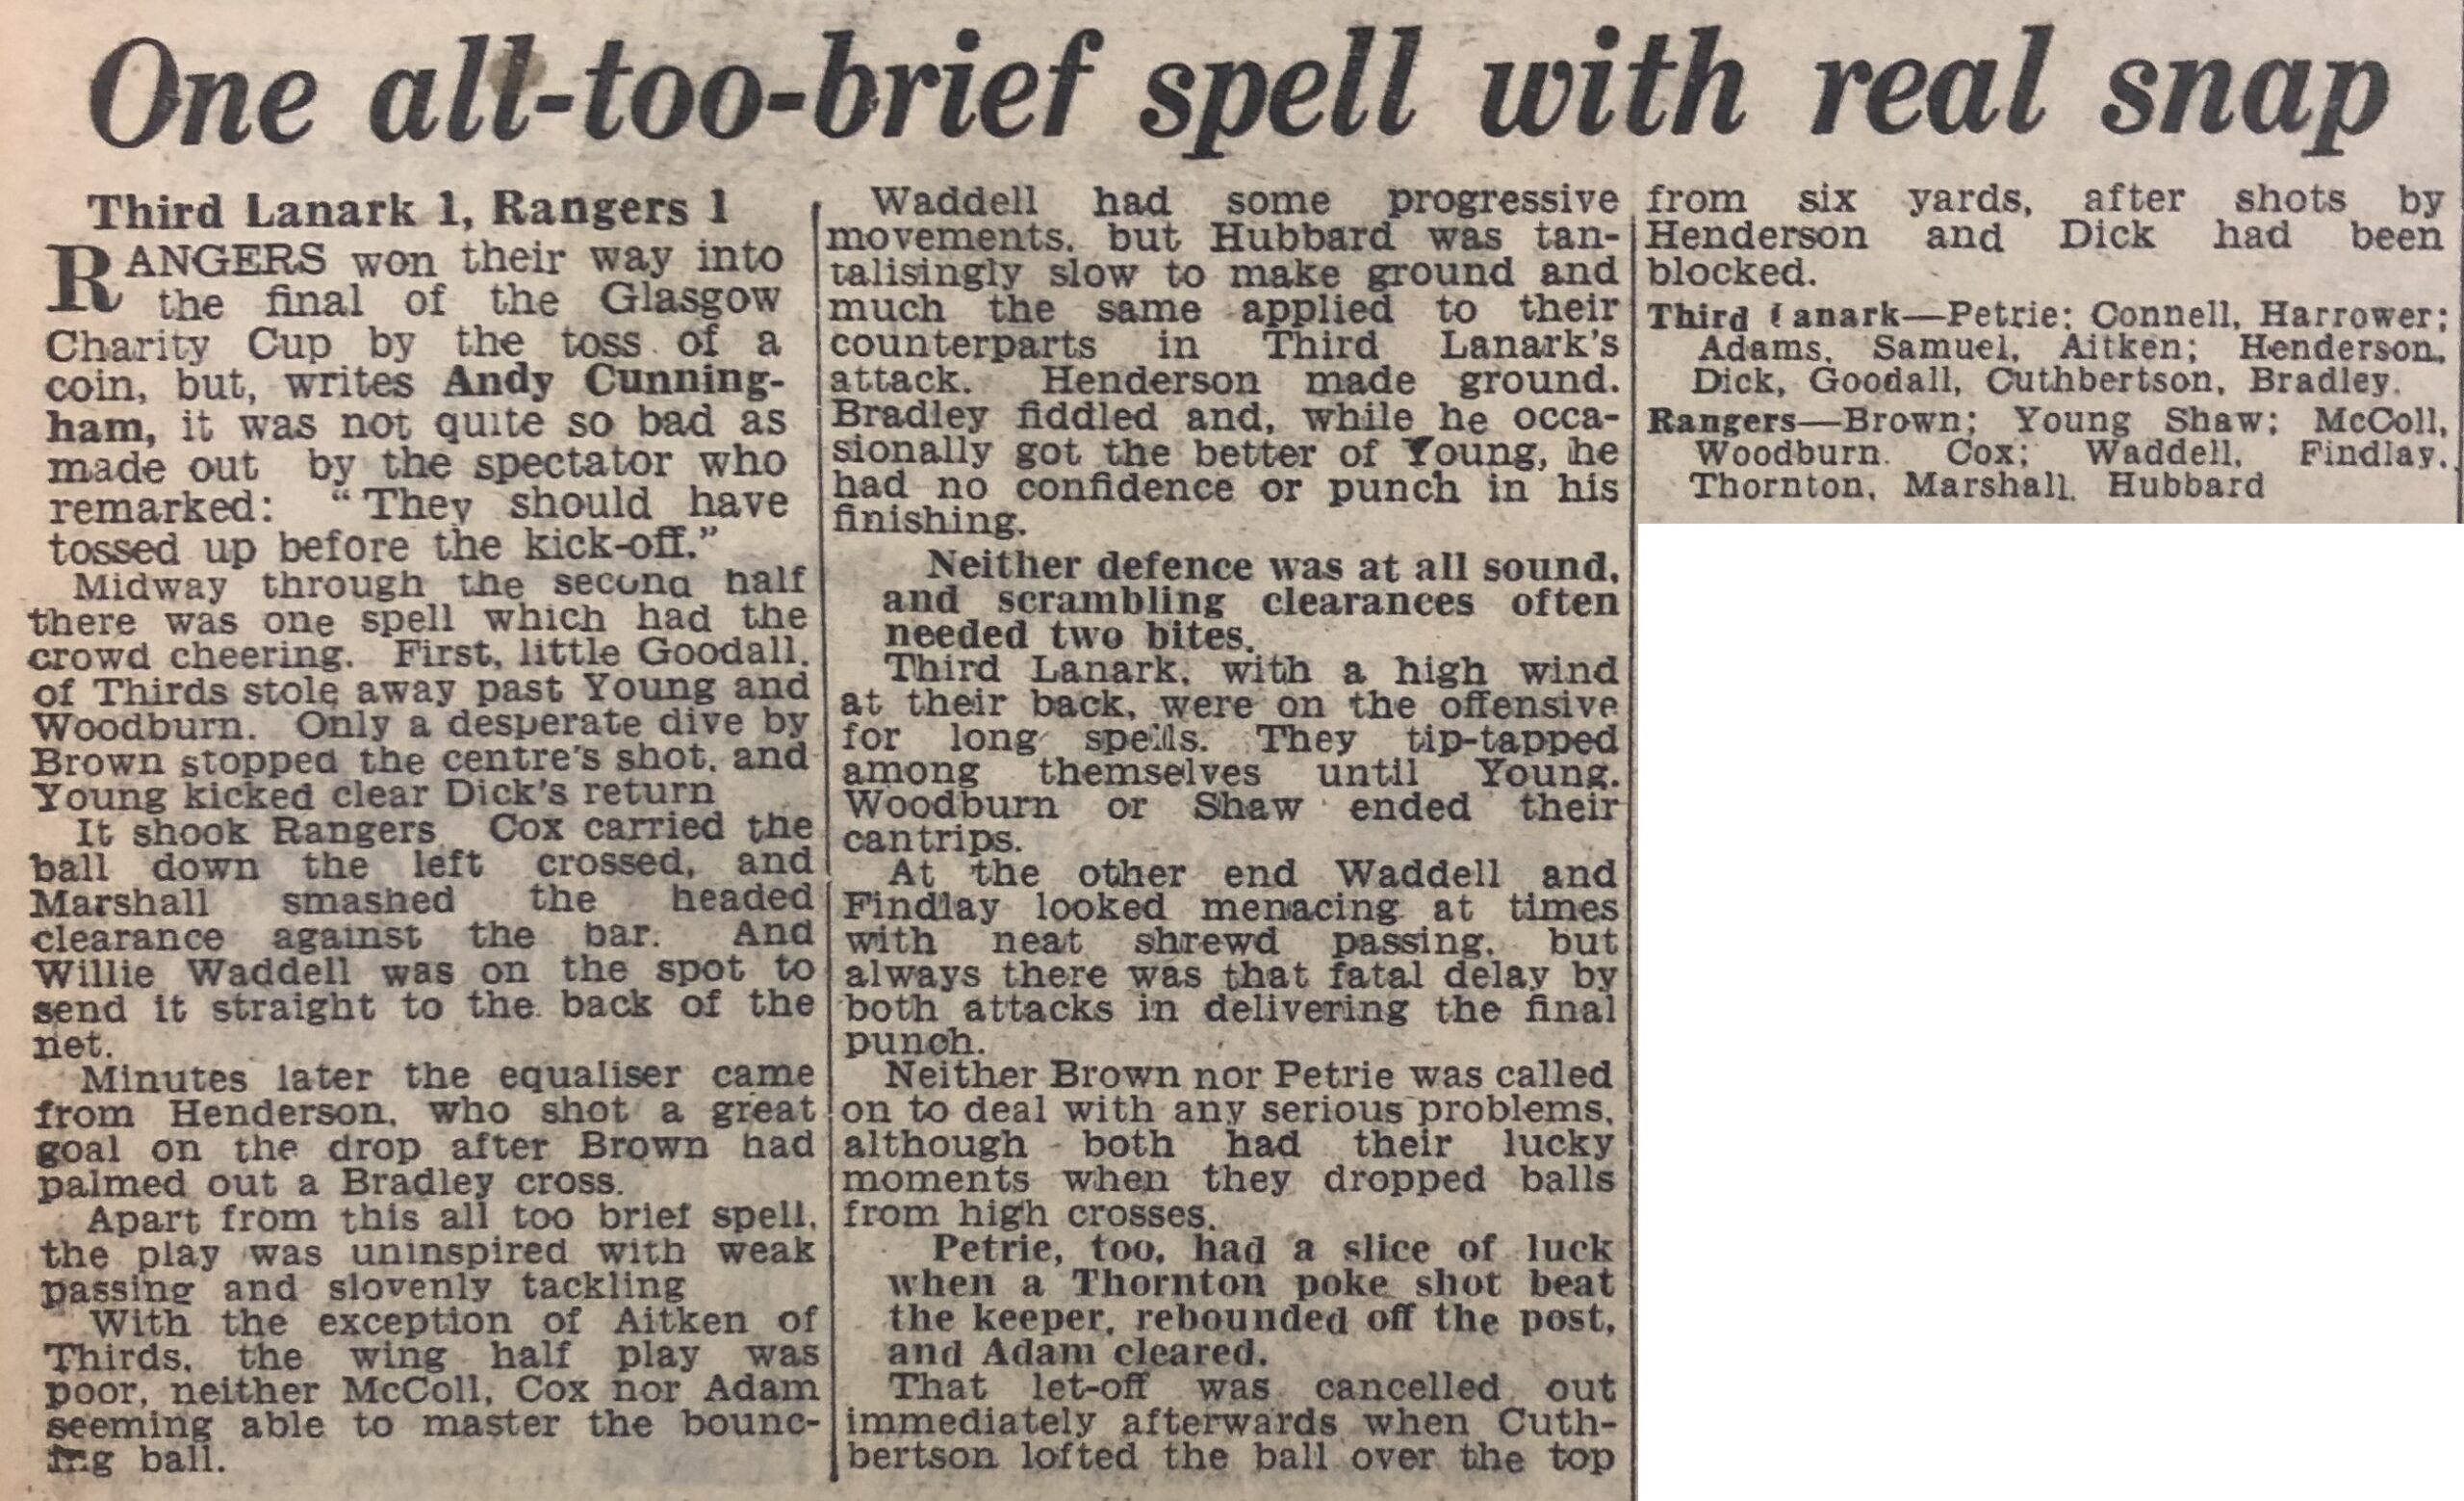 One all-too-brief spell with real snap
Third Lanark 1, Rangers 1
RANGERS won their way into
the final of the Glasgow
Charity Cup by the toss of a
coin, but, writes Andy Cunning-
ham, it was not quite so bad as
made out by the spectator who
remarked: "They should have
tossed up before the kick-off."
Midway through the second half
there was one spell which had the
crowd cheering. First, little Goodall,
of Thirds stole away past Young and
Woodburn. Only a desperate dive by
Brown stopped the centre's shot, and
Young kicked clear Dick's return
It shook Rangers Cox carried the
ball down the left crossed, and
Marshall smashed the headed
clearance against the bar. And
Willie Waddell was on the spot to
send it straight to the back of the
net.
Minutes later the equaliser came
from Henderson, who shot a great
goal on the drop after Brown had
palmed out a Bradley cross.
Apart from this all too brief spell,
the play was uninspired with weak
passing and slovenly tackling
With the exception of Aitken of
Thirds, the wing half play was
poor, neither McColl, Cox nor Adam
seeming able to master the bounc-
ing ball.
Waddell had some progressive
movements, but Hubbard was tan-
talisingly slow to make ground and
much the same applied to their
counterparts in Third Lanark's
attack. Henderson made ground.
Bradley fiddled and, while he occa-
sionally got the better of Young, he
had no confidence or punch in his
finishing.
Neither defence was at all sound,
and scrambling clearances often
needed two bites.
Third Lanark, with a high wind
at their back, were on the offensive
for long spells. They tip-tapped
among themselves until Young,
Woodburn or Shaw ended their
cantrips.
At the other end Waddell and
Findlay looked menacing at times
with neat shrewd passing, but
always there was that fatal delay by
both attacks in delivering the final
punch.
Neither Brown nor Petrie was called
on to deal with any serious problems,
although both had their lucky
moments when they dropped balls
from high crosses.
Petrie, too, had a slice of luck
when a Thornton poke shot beat
the keeper, rebounded off the post,
and Adam cleared.
That let-off was cancelled out
immediately afterwards when Cuth-
bertson lofted the ball over the top
from six yards, after shots by
Henderson and Dick had been
blocked.
Third Lanark—Petrie; Connell, Harrower;
Adams, Samuel, Aitken; Henderson,
Dick, Goodall, Cuthbertson, Bradley.
Rangers—Brown; Young Shaw; McColl,
Woodburn. Cox; Waddell, Findlay,
Thornton, Marshall, Hubbard